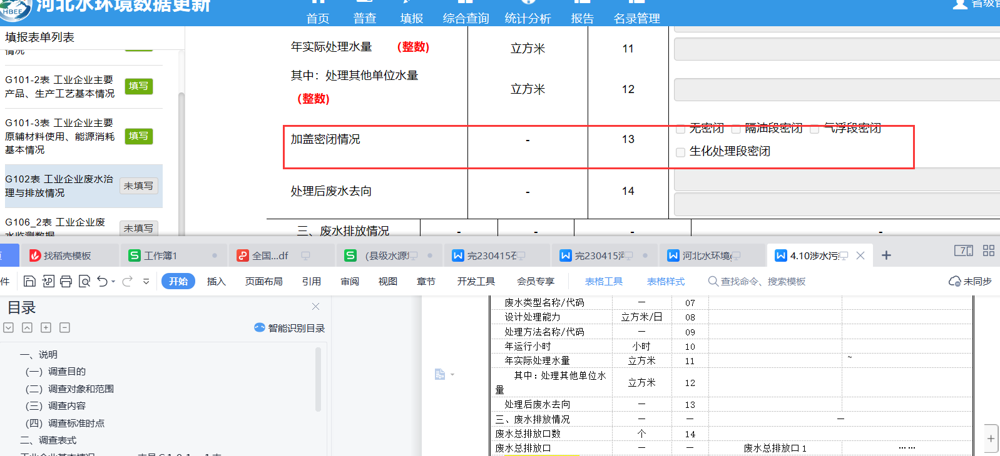 河北水环境数据更新
HBEE
首页 普查 填报 综合查询 统计分析 报告 名录管理
省级管
填报表单列表
情况
G101-2表 工业企业主要
产品、生产工艺基本情况
填写
G101-3表 工业企业主要
原辅材料使用、能源消耗
基本情况
填写
G102表 工业企业废水治
理与排放情况
未填写
G106_2表 工业企业废
水监测数据
未填写
年实际处理水量 (整数) 立方米 11
其中：处理其他单位水量
(整数)
立方米 12
加盖密闭情况 - 13
无密闭 隔油段密闭 气浮段密闭
生化处理段密闭
处理后废水去向 - 14
三、废水排放情况 - - - -
找稻壳模板 工作簿1 全国...df (县级水源地 完230415石 完230415河 河北水环境 4.10涉水污染
件 开始 插入 页面布局 引用 审阅 视图 章节 开发工具 会员专享 表格工具 表格样式 查找命令、搜索模板 未同步
目录
智能识别目录
一、说明
(一) 调查目的
(二) 调查对象和范围
(三) 调查内容
(四) 调查标准时点
二、调查表式
工业企业基本情况 表号G101-1表
废水类型名称/代码 — 07
设计处理能力 立方米/日 08
处理方法名称/代码 — 09
年运行小时 小时 10
年实际处理水量 立方米 11 ~
其中：处理其他单位水
量
立方米 12
处理后废水去向 — 13
三、废水排放情况 — — —
废水总排放口数 个 14
废水总排放口 — — 废水总排放口1 ……